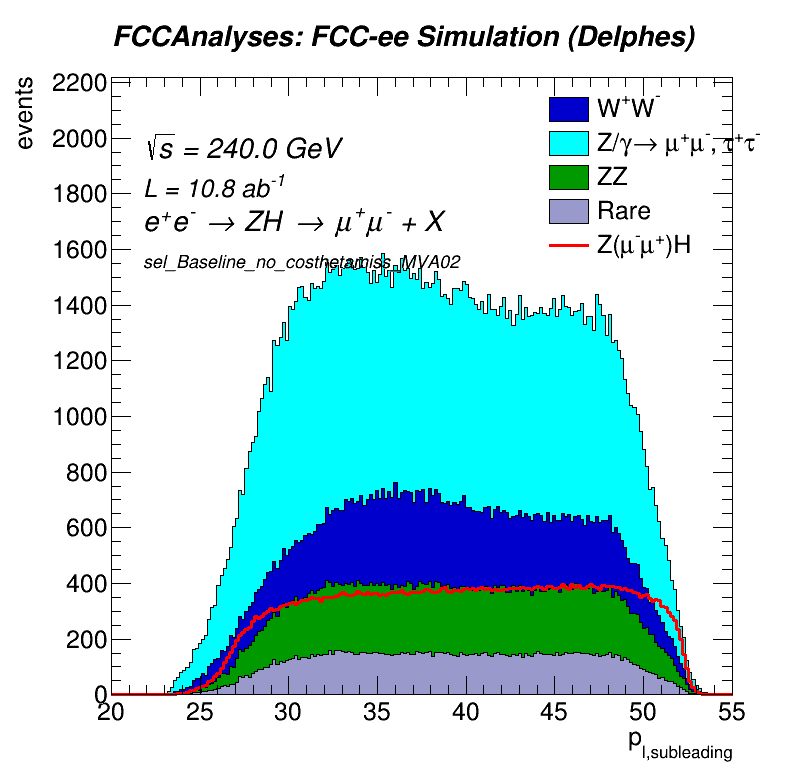 FCCAnalyses: FCC-ee Simulation (Delphes)
events
2200
2000
1800
1600
1400
1200
1000
800
600
400
200
0
√s = 240.0 GeV
L = 10.8 ab⁻¹
e⁺e⁻ → ZH → μ⁺μ⁻ + X
sel_Baseline_no_costhetamiss_MVA02
W⁺W⁻
Z/γ→ μ⁺μ⁻, τ⁺τ⁻
ZZ
Rare
Z(μ⁻μ⁺)H
20 25 30 35 40 45 50 55
p_l,subleading